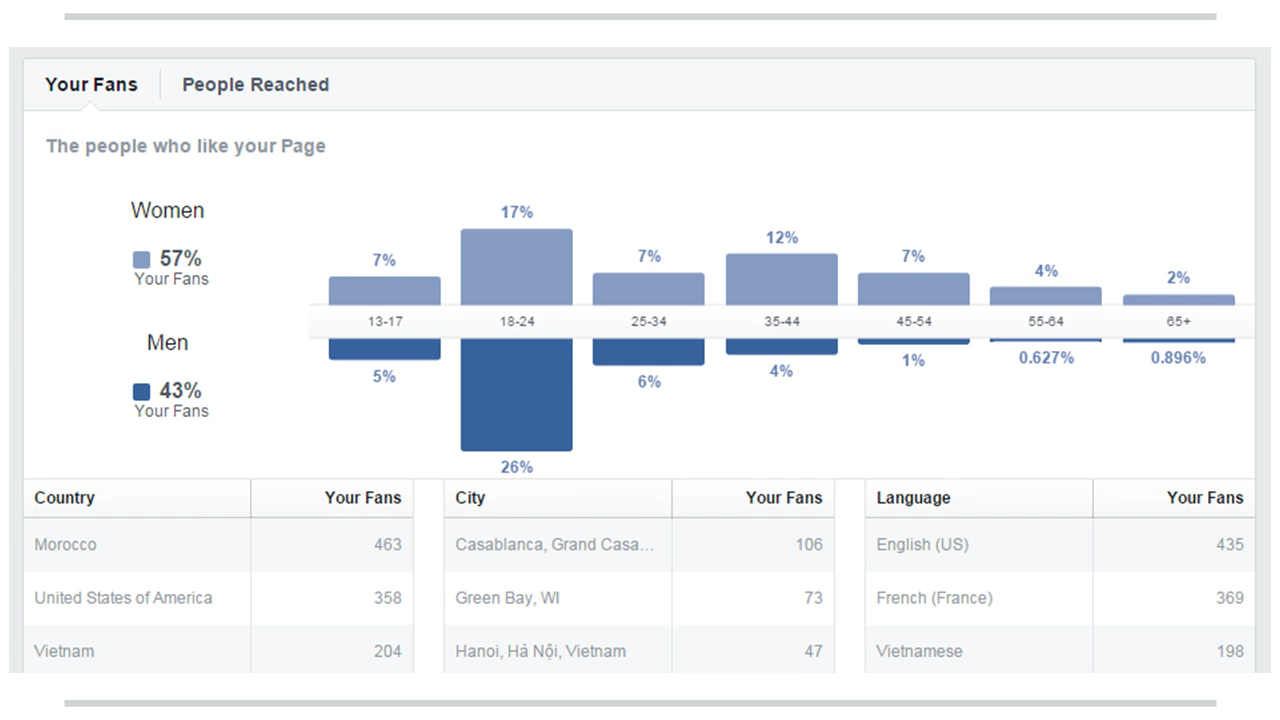 Your Fans People Reached
The people who like your Page
Women
57%
Your Fans
Men
43%
Your Fans
7% 17% 7% 12% 7% 4% 2%
13-17 18-24 25-34 35-44 45-54 55-64 65+
5% 26% 6% 4% 1% 0.627% 0.896%
Country Your Fans City Your Fans Language Your Fans
Morocco 463 Casablanca, Grand Casa... 106 English (US) 435
United States of America 358 Green Bay, WI 73 French (France) 369
Vietnam 204 Hanoi, Hà Nội, Vietnam 47 Vietnamese 198